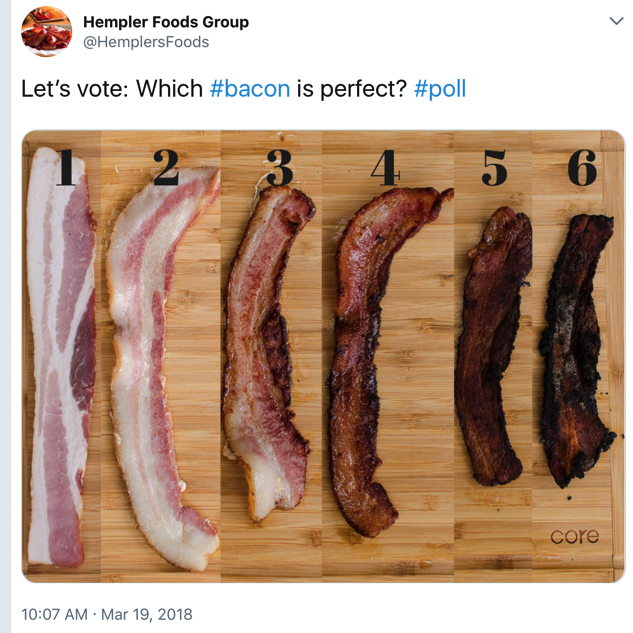 Hempler Foods Group
@HemplersFoods
Let’s vote: Which #bacon is perfect? #poll
1 2 3 4 5 6
core
10:07 AM · Mar 19, 2018